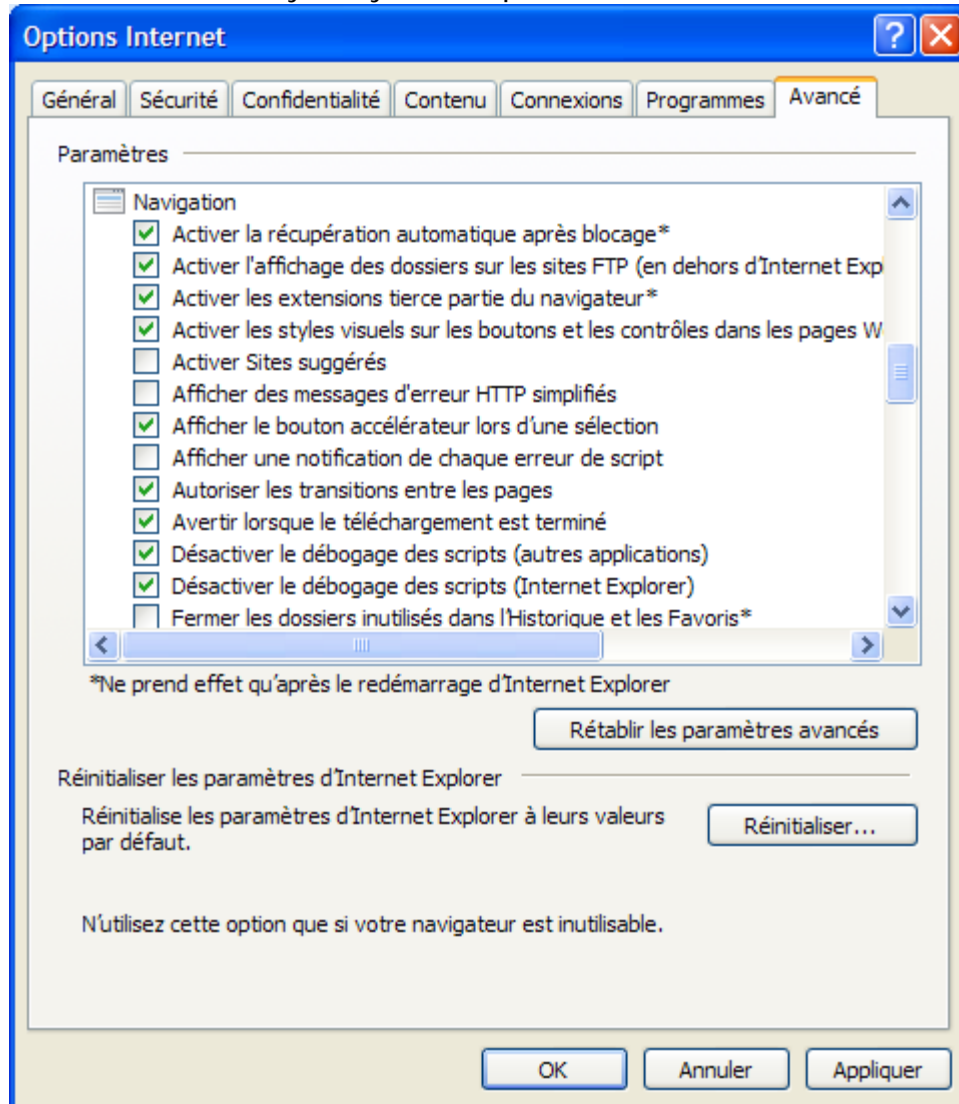 Options Internet
Général Sécurité Confidentialité Contenu Connexions Programmes Avancé
Paramètres
Navigation
Activer la récupération automatique après blocage*
Activer l'affichage des dossiers sur les sites FTP (en dehors d'Internet Exp
Activer les extensions tierce partie du navigateur*
Activer les styles visuels sur les boutons et les contrôles dans les pages W
Activer Sites suggérés
Afficher des messages d'erreur HTTP simplifiés
Afficher le bouton accélérateur lors d'une sélection
Afficher une notification de chaque erreur de script
Autoriser les transitions entre les pages
Avertir lorsque le téléchargement est terminé
Désactiver le débogage des scripts (autres applications)
Désactiver le débogage des scripts (Internet Explorer)
Fermer les dossiers inutilisés dans l'Historique et les Favoris*
*Ne prend effet qu'après le redémarrage d'Internet Explorer
Rétablir les paramètres avancés
Réinitialiser les paramètres d'Internet Explorer
Réinitialise les paramètres d'Internet Explorer à leurs valeurs
par défaut.
Réinitialiser...
N'utilisez cette option que si votre navigateur est inutilisable.
OK Annuler Appliquer